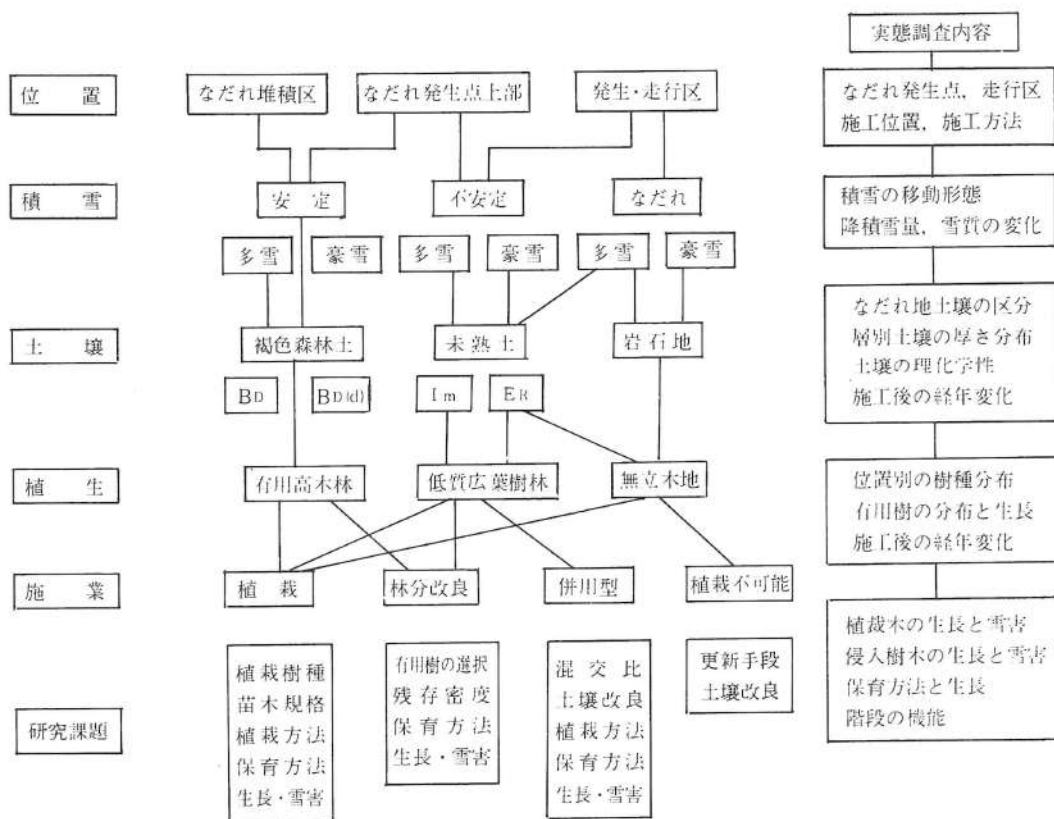 実態調査内容
位置
なだれ堆積区
なだれ発生点上部
発生・走行区
なだれ発生点，走行区
施工位置，施工方法
積雪
安定
不安定
なだれ
積雪の移動形態
降積雪量，雪質の変化
多雪
豪雪
多雪
豪雪
多雪
豪雪
土壌
褐色森林土
未熟土
岩石地
なだれ地土壌の区分
層別土壌の厚さ分布
土壌の理化学性
施工後の経年変化
BD
BD(d)
Im
ER
植生
有用高木林
低質広葉樹林
無立木地
位置別の樹種分布
有用樹の分布と生長
施工後の経年変化
施業
植栽
林分改良
併用型
植栽不可能
植栽木の生長と雪害
侵入樹木の生長と雪害
保育方法と生長
階段の機能
研究課題
植栽樹種
苗木規格
植栽方法
保育方法
生長・雪害
有用樹の選択
残存密度
保育方法
生長・雪害
混交比
土壌改良
植栽方法
保育方法
生長・雪害
更新手段
土壌改良